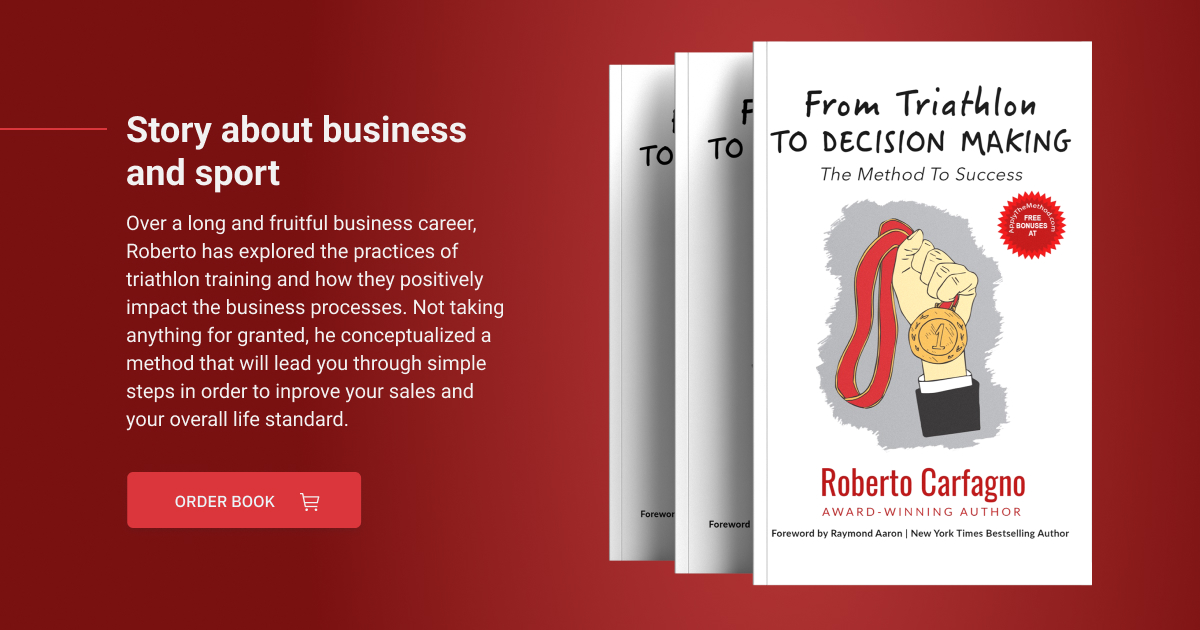 Story about business
and sport
Over a long and fruitful business career,
Roberto has explored the practices of
triathlon training and how they positively
impact the business processes. Not taking
anything for granted, he conceptualized a
method that will lead you through simple
steps in order to inprove your sales and
your overall life standard.
ORDER BOOK
TO
Forewor
F
TO
Foreword
From Triathlon
TO DECISION MAKING
The Method To Success
ApplyTheMethod.com
FREE
BONUSES
AT
1
Roberto Carfagno
AWARD-WINNING AUTHOR
Foreword by Raymond Aaron | New York Times Bestselling Author